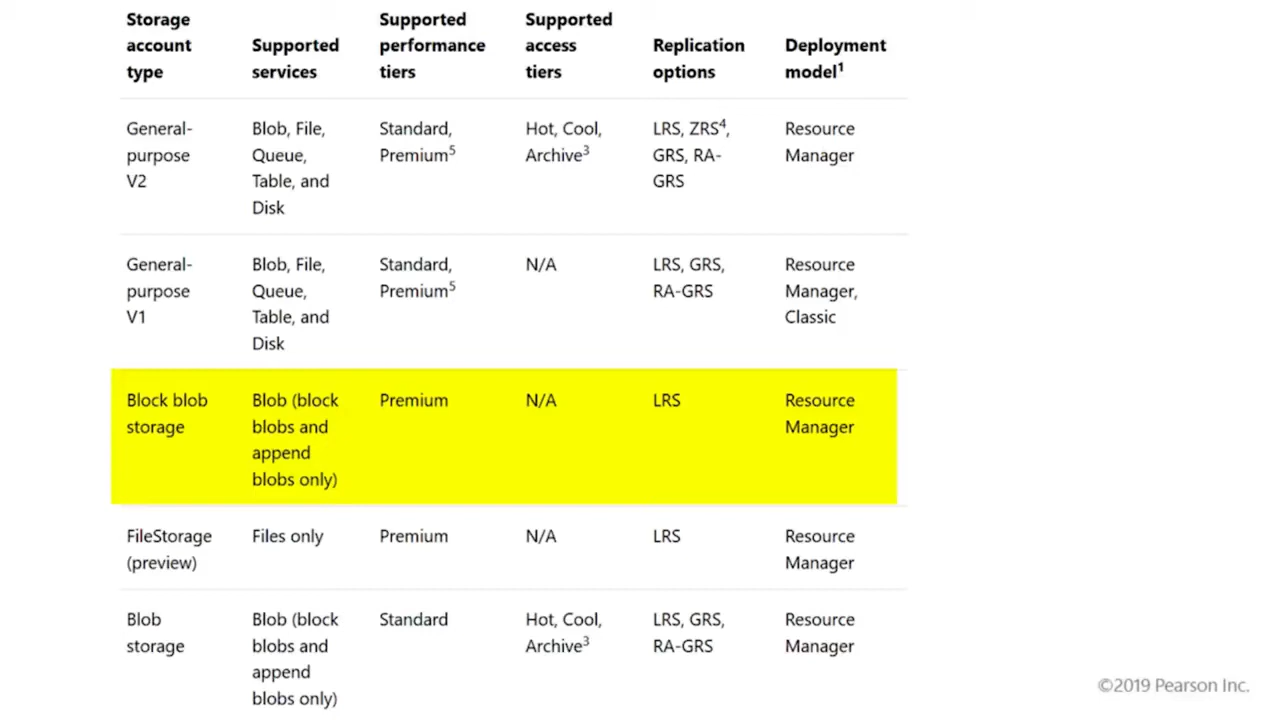 Storage account type
Supported services
Supported performance tiers
Supported access tiers
Replication options
Deployment model¹
General-purpose V2
Blob, File, Queue, Table, and Disk
Standard, Premium⁵
Hot, Cool, Archive³
LRS, ZRS⁴, GRS, RA-GRS
Resource Manager
General-purpose V1
Blob, File, Queue, Table, and Disk
Standard, Premium⁵
N/A
LRS, GRS, RA-GRS
Resource Manager, Classic
Block blob storage
Blob (block blobs and append blobs only)
Premium
N/A
LRS
Resource Manager
FileStorage (preview)
Files only
Premium
N/A
LRS
Resource Manager
Blob storage
Blob (block blobs and append blobs only)
Standard
Hot, Cool, Archive³
LRS, GRS, RA-GRS
Resource Manager
©2019 Pearson Inc.